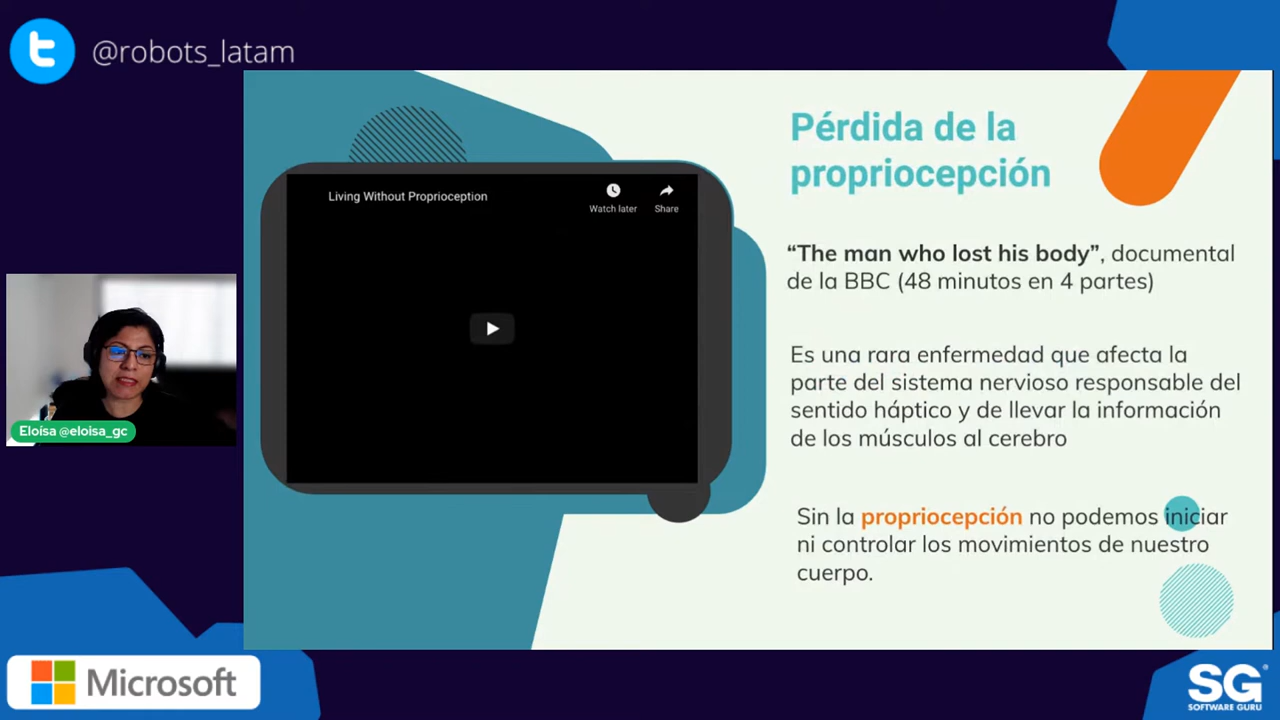 @robots_latam
Pérdida de la
propriocepción
Living Without Proprioception
Watch later
Share
“The man who lost his body”, documental
de la BBC (48 minutos en 4 partes)
Es una rara enfermedad que afecta la
parte del sistema nervioso responsable del
sentido háptico y de llevar la información
de los músculos al cerebro
Eloísa @eloisa_gc
Sin la propriocepción no podemos iniciar
ni controlar los movimientos de nuestro
cuerpo.
Microsoft
SG
SOFTWARE GURU